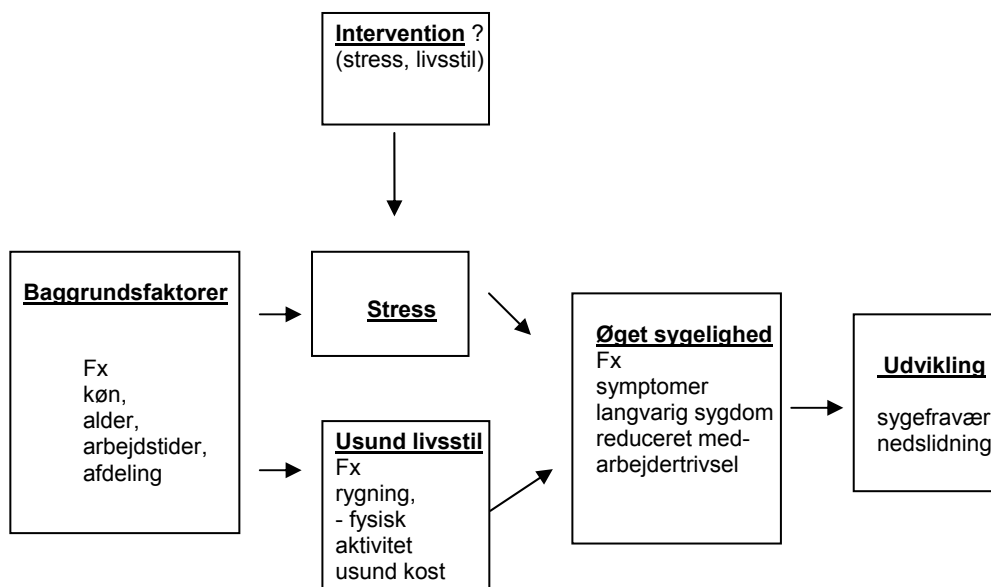 Intervention ?
(stress, livsstil)
Baggrundsfaktorer
Fx
køn,
alder,
arbejdstider,
afdeling
Stress
Usund livsstil
Fx
rygning,
- fysisk
aktivitet
usund kost
Øget sygelighed
Fx
symptomer
langvarig sygdom
reduceret med-
arbejdertrivsel
Udvikling
sygefravær
nedslidning